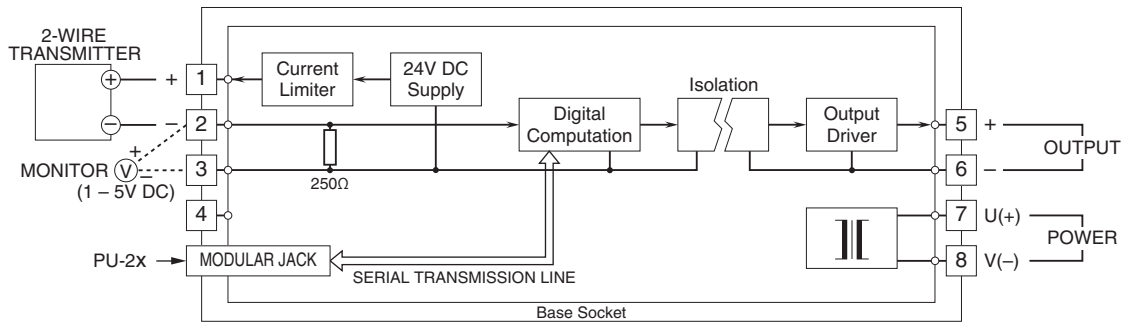 2-WIRE
TRANSMITTER
+
–
+
–
1
2
3
4
Current
Limiter
24V DC
Supply
Digital
Computation
Isolation
Output
Driver
5
6
7
8
+
–
OUTPUT
U(+)
V(–)
POWER
MONITOR
V
+
–
(1 – 5V DC)
250Ω
PU-2x
MODULAR JACK
SERIAL TRANSMISSION LINE
Base Socket